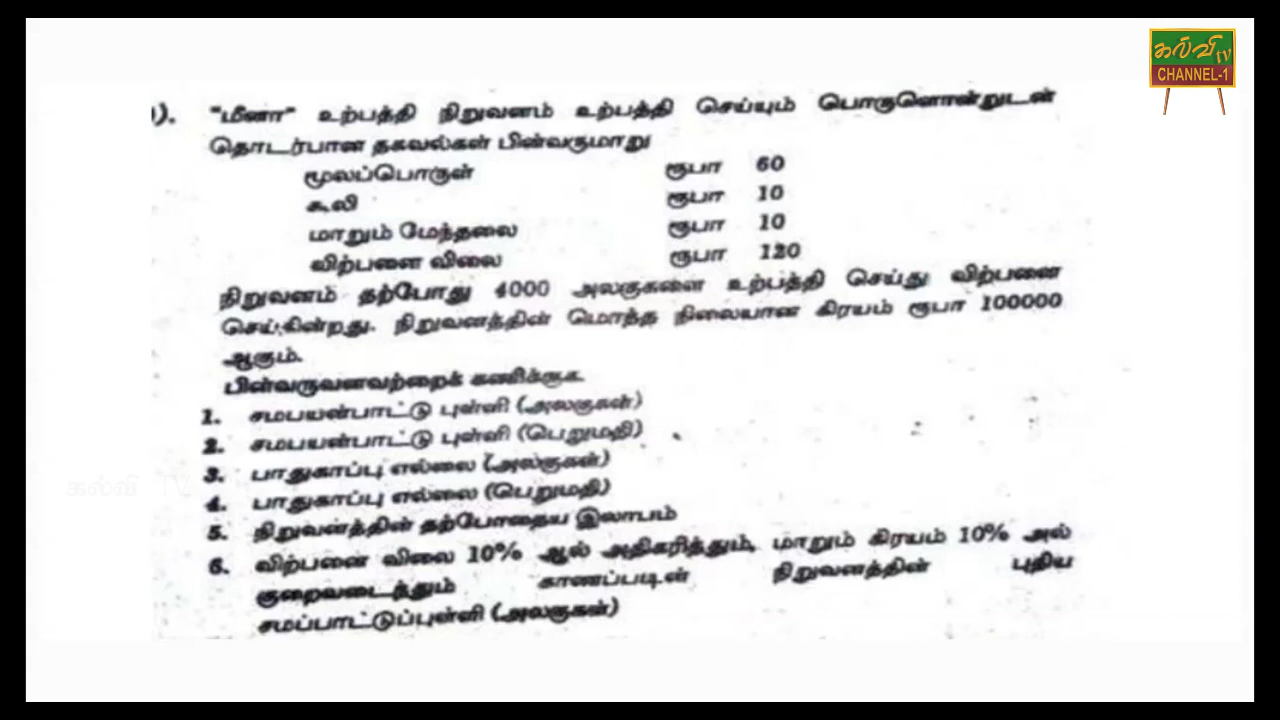 கல்வி tv
CHANNEL-1
). "மீனா" உற்பத்தி நிறுவனம் உற்பத்தி செய்யும் பொருளொன்றுடன்
தொடர்பான தகவல்கள் பின்வருமாறு
மூலப்பொருள் ரூபா 60
கூலி ரூபா 10
மாறும் மேந்தலை ரூபா 10
விற்பனை விலை ரூபா 120
நிறுவனம் தற்போது 4000 அலகுகளை உற்பத்தி செய்து விற்பனை
செய்கின்றது. நிறுவனத்தின் மொத்த நிலையான கிரயம் ரூபா 100000
ஆகும்.
பின்வருவனவற்றைக் கணிக்குக
1. சமபயன்பாட்டு புள்ளி (அலகுகள்)
2. சமபயன்பாட்டு புள்ளி (பெறுமதி)
3. பாதுகாப்பு எல்லை (அலகுகள்)
4. பாதுகாப்பு எல்லை (பெறுமதி)
5. நிறுவனத்தின் தற்போதைய இலாபம்
6. விற்பனை விலை 10% ஆல் அதிகரித்தும், மாறும் கிரயம் 10% அல்
குறைவடைந்தும் காணப்படின் நிறுவனத்தின் புதிய
சமப்பாட்டுப்புள்ளி (அலகுகள்)